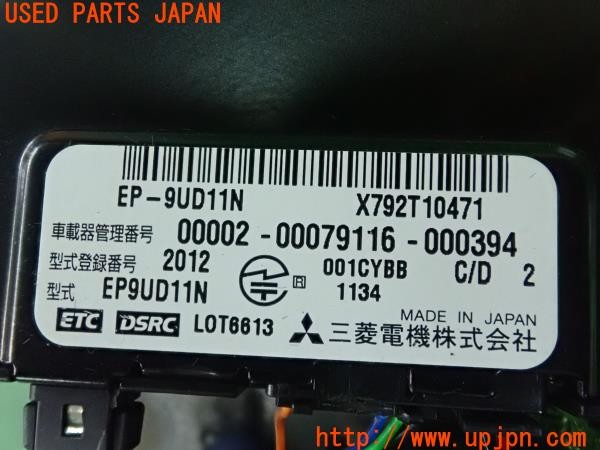 USED PARTS JAPAN
EP-9UD11N X792T10471
車載器管理番号 00002-00079116-000394
型式登録番号 2012 R 001CYBB C/D 2
型式 EP9UD11N 1134
ETC DSRC LOT6613 MADE IN JAPAN
三菱電機株式会社
http://www.upjpn.com/